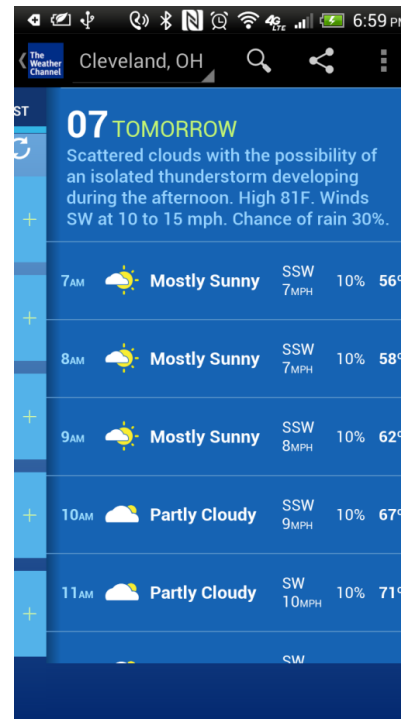 4G LTE 6:59 PM
The Weather Channel Cleveland, OH
ST
07 TOMORROW
Scattered clouds with the possibility of
an isolated thunderstorm developing
during the afternoon. High 81F. Winds
SW at 10 to 15 mph. Chance of rain 30%.
7AM Mostly Sunny SSW 7MPH 10% 56°
8AM Mostly Sunny SSW 7MPH 10% 58°
9AM Mostly Sunny SSW 8MPH 10% 62°
10AM Partly Cloudy SSW 9MPH 10% 67°
11AM Partly Cloudy SW 10MPH 10% 71°
SW